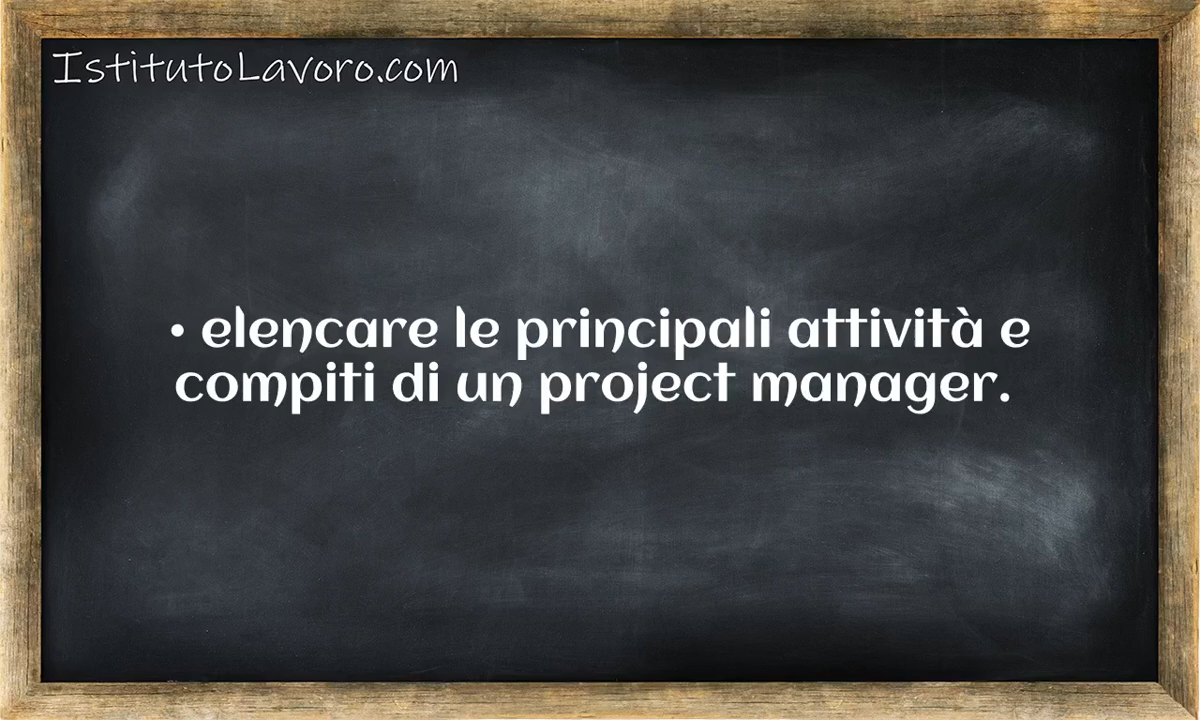 IstitutoLavoro.com
• elencare le principali attività e
compiti di un project manager.